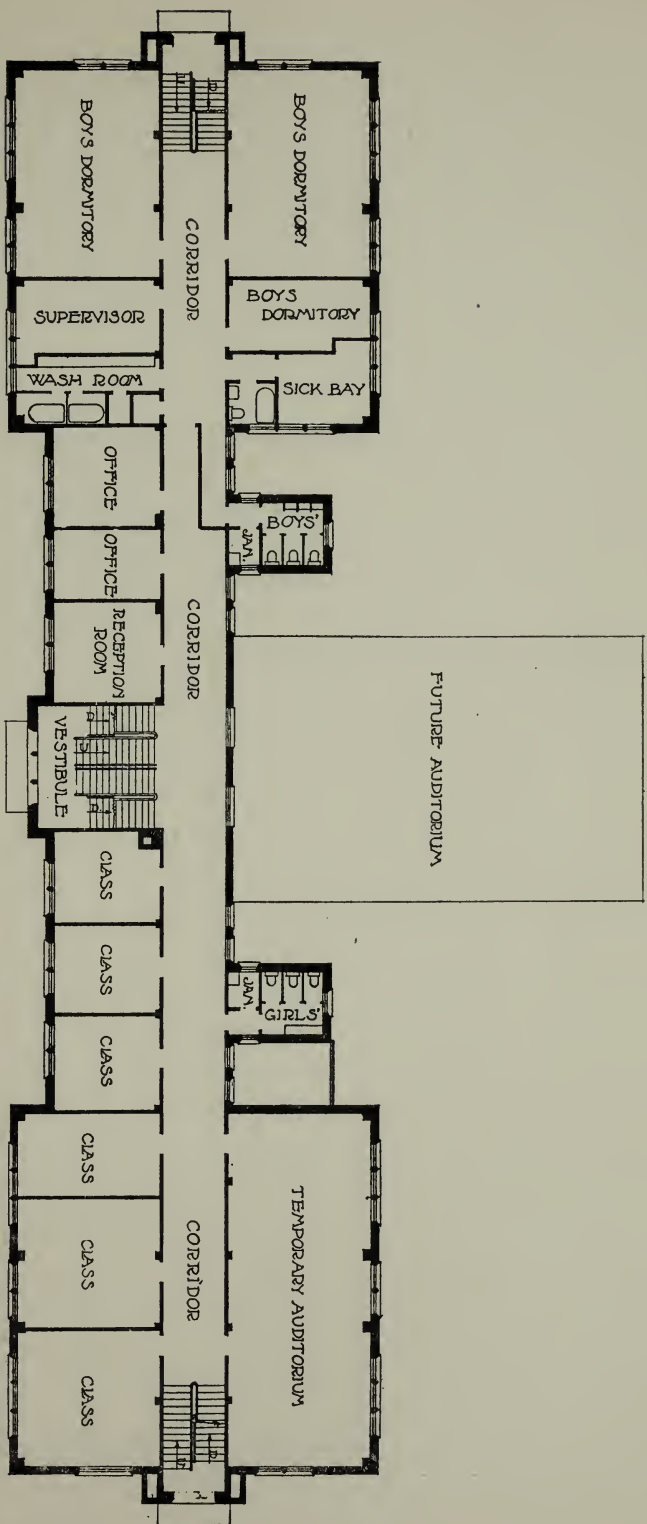 BOYS DORMITORY
BOYS DORMITORY
CORRIDOR
SUPERVISOR
BOYS
DORMITORY
WASH ROOM
SICK BAY
OFFICE
BOYS'
JAN.
OFFICE
RECEPTION
ROOM
CORRIDOR
FUTURE AUDITORIUM
VESTIBULE
CLASS
CLASS
JAN.
GIRLS'
CLASS
CLASS
CORRIDOR
TEMPORARY AUDITORIUM
CLASS
CLASS